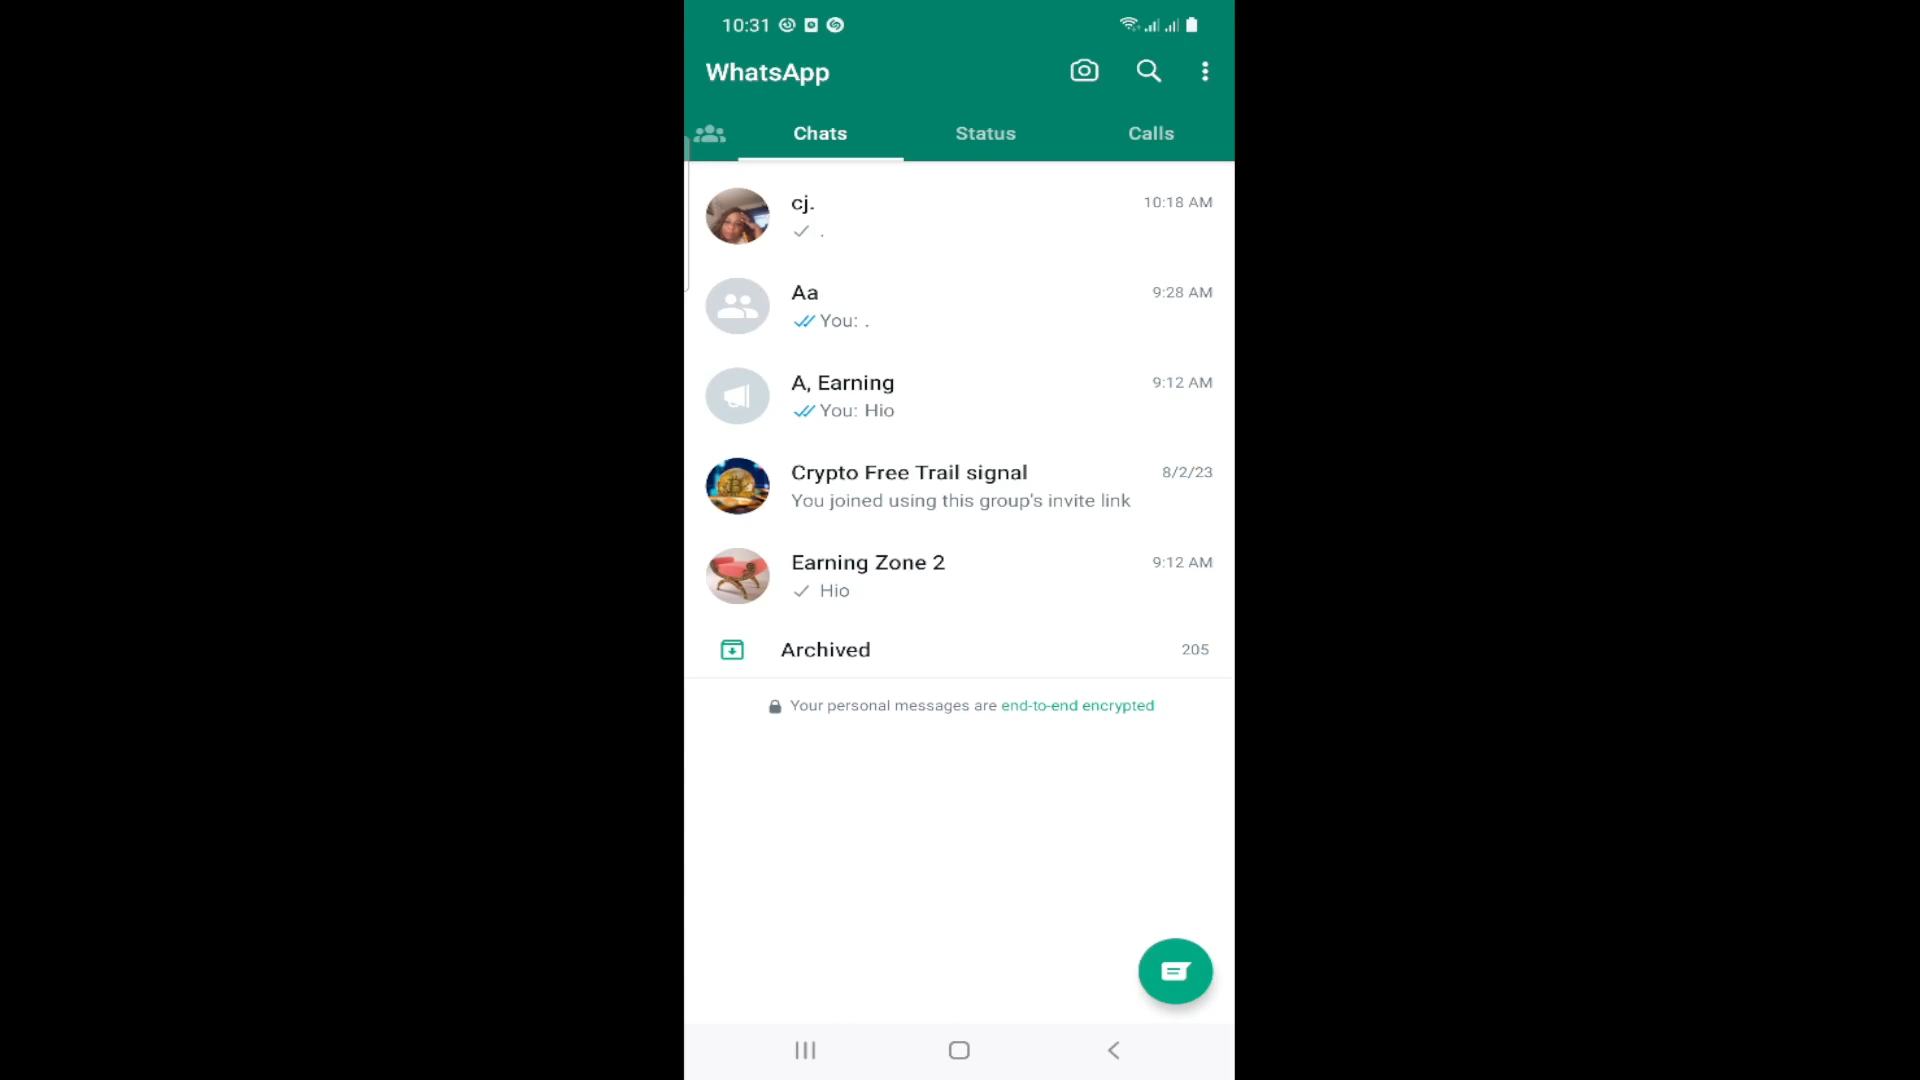 10:31
WhatsApp
Chats Status Calls
cj. 10:18 AM
.
Aa 9:28 AM
You: .
A, Earning 9:12 AM
You: Hio
Crypto Free Trail signal 8/2/23
You joined using this group's invite link
Earning Zone 2 9:12 AM
Hio
Archived 205
Your personal messages are end-to-end encrypted